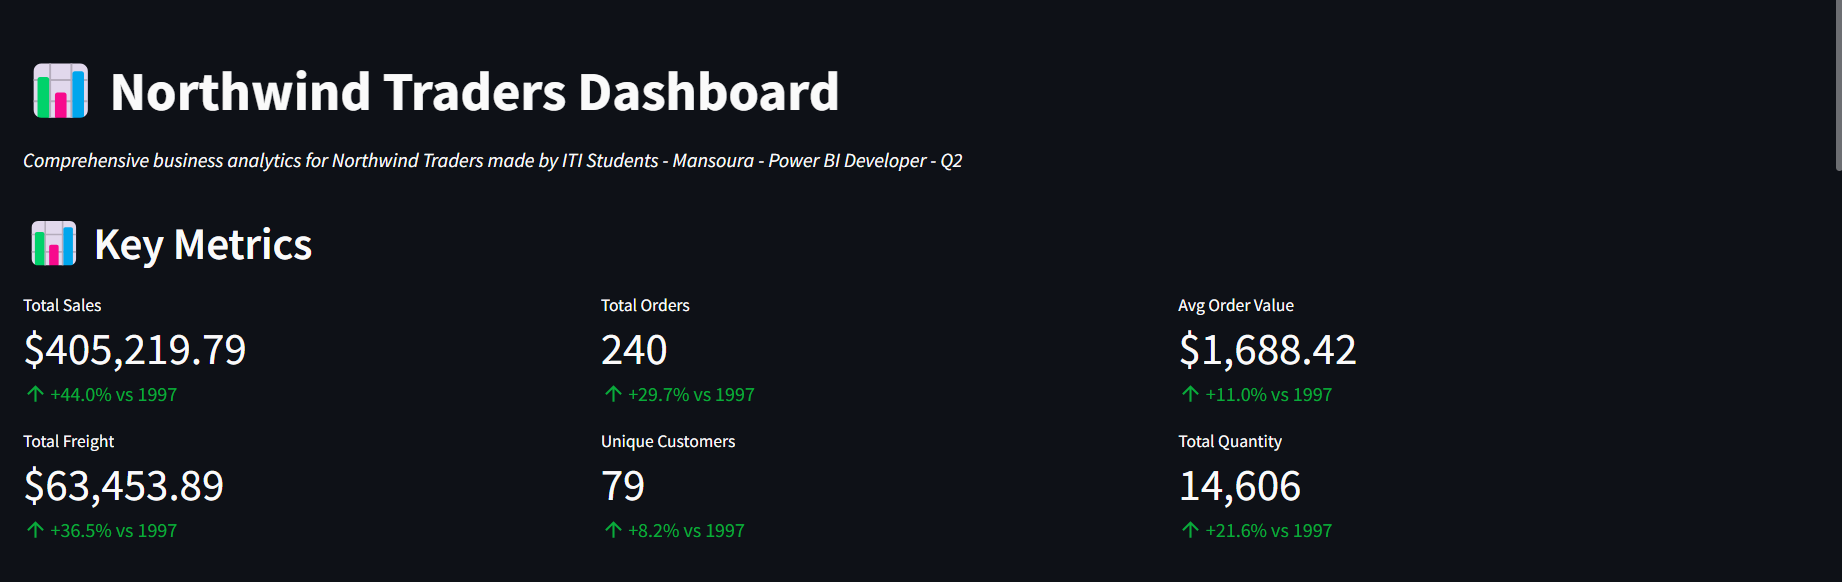 Northwind Traders Dashboard
Comprehensive business analytics for Northwind Traders made by ITI Students - Mansoura - Power BI Developer - Q2
Key Metrics
Total Sales
$405,219.79
↑ +44.0% vs 1997
Total Orders
240
↑ +29.7% vs 1997
Avg Order Value
$1,688.42
↑ +11.0% vs 1997
Total Freight
$63,453.89
↑ +36.5% vs 1997
Unique Customers
79
↑ +8.2% vs 1997
Total Quantity
14,606
↑ +21.6% vs 1997